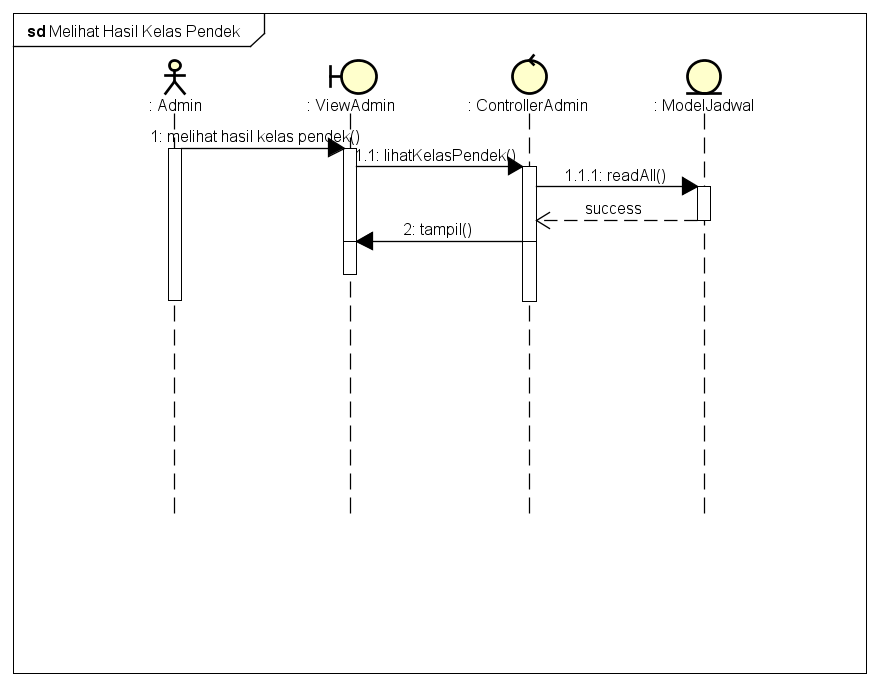 sd Melihat Hasil Kelas Pendek
: Admin
: ViewAdmin
: ControllerAdmin
: ModelJadwal
1: melihat hasil kelas pendek()
1.1: lihatKelasPendek()
1.1.1: readAll()
success
2: tampil()